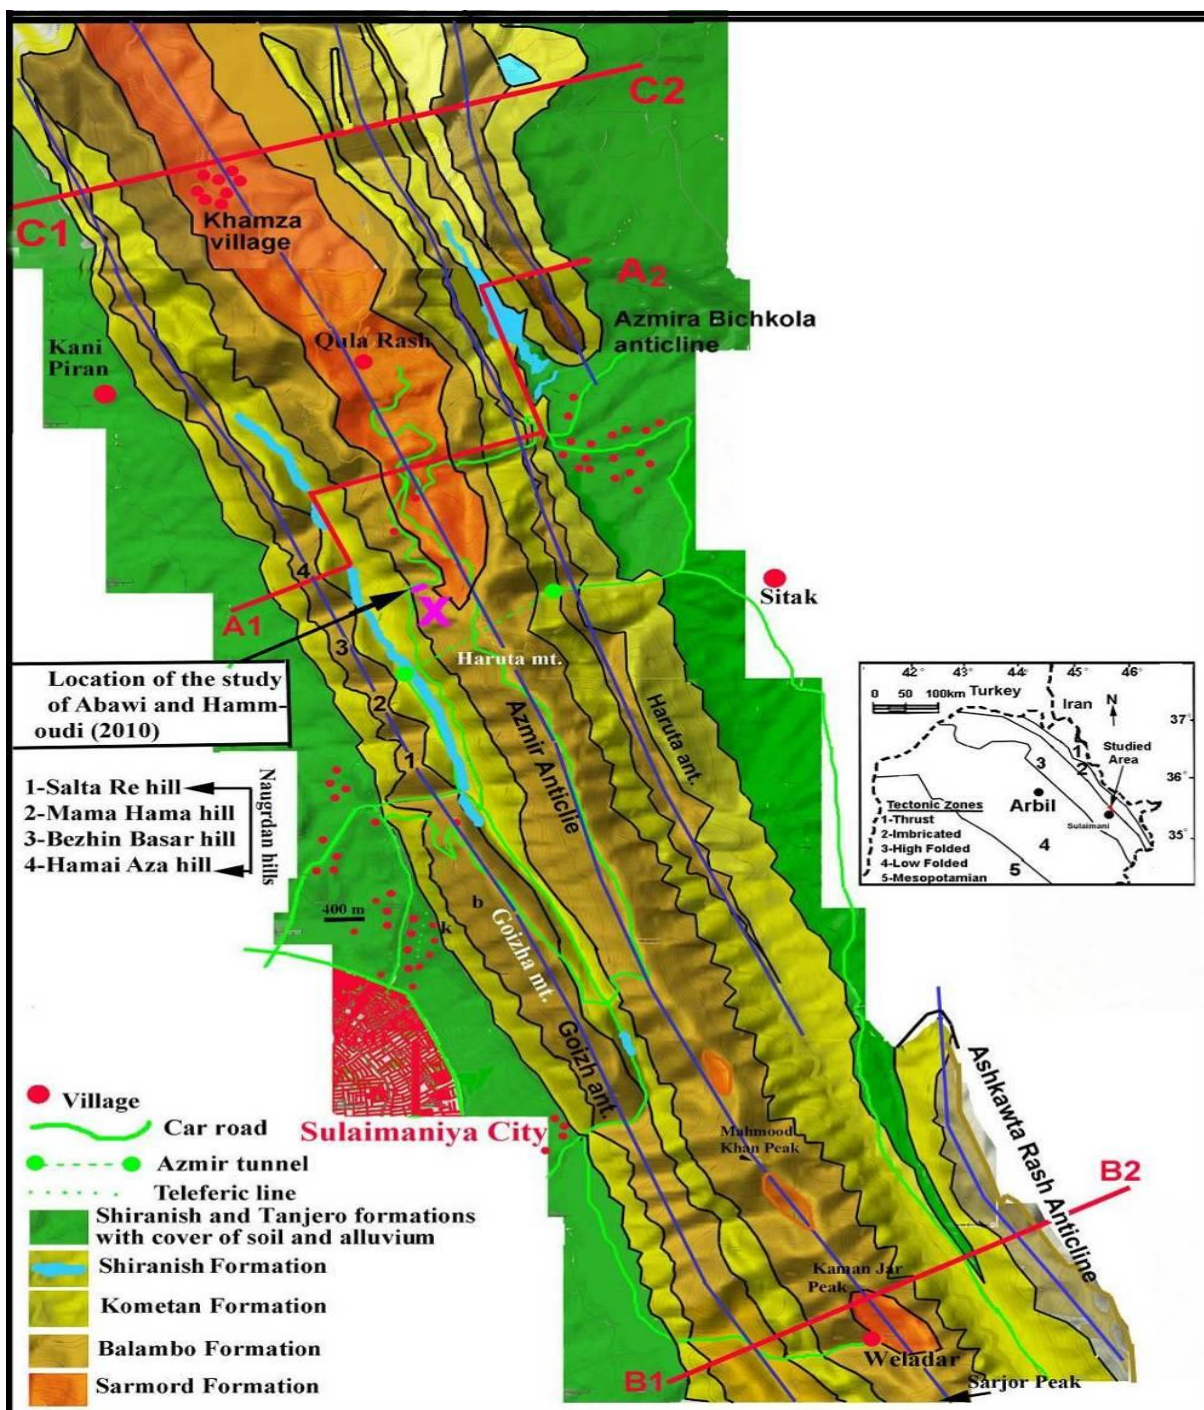 C2
C1
Khamza
village
A2
Azmira Bichkola
anticline
Kani
Piran
Qula Rash
4
A1
X
Sitak
3
Haruta mt.
Location of the study
of Abawi and Hamm-
oudi (2010)
2
1
Azmir Anticlie
Haruta ant.
1-Salta Re hill
2-Mama Hama hill
3-Bezhin Basar hill
4-Hamai Aza hill
Naugrdan hills
42° 43° 44° 45° 46°
0 50 100km
Turkey
Iran
N
37°
1
Studied
Area
2
3
36°
Arbil
Sulaimani
Tectonic Zones
1-Thrust
2-Imbricated
3-High Folded
4-Low Folded
5-Mesopotamian
4
35°
5
400 m
b
k
Goizha mt.
Goizh ant.
Ashkawta Rash Anticline
Sulaimaniya City
Mahmood
Khan Peak
B2
Kaman Jar
Peak
Weladar
B1
Sarjor Peak
Village
Car road
Azmir tunnel
Teleferic line
Shiranish and Tanjero formations
with cover of soil and alluvium
Shiranish Formation
Kometan Formation
Balambo Formation
Sarmord Formation